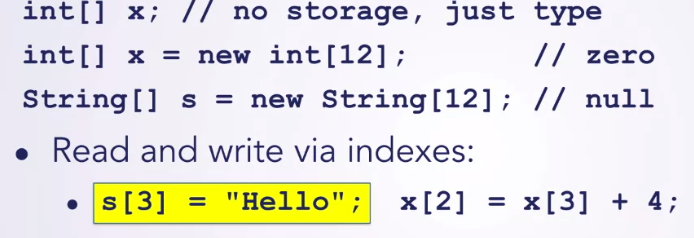 int[] x; // no storage, just type
int[] x = new int[12]; // zero
String[] s = new String[12]; // null
• Read and write via indexes:
• s[3] = "Hello"; x[2] = x[3] + 4;